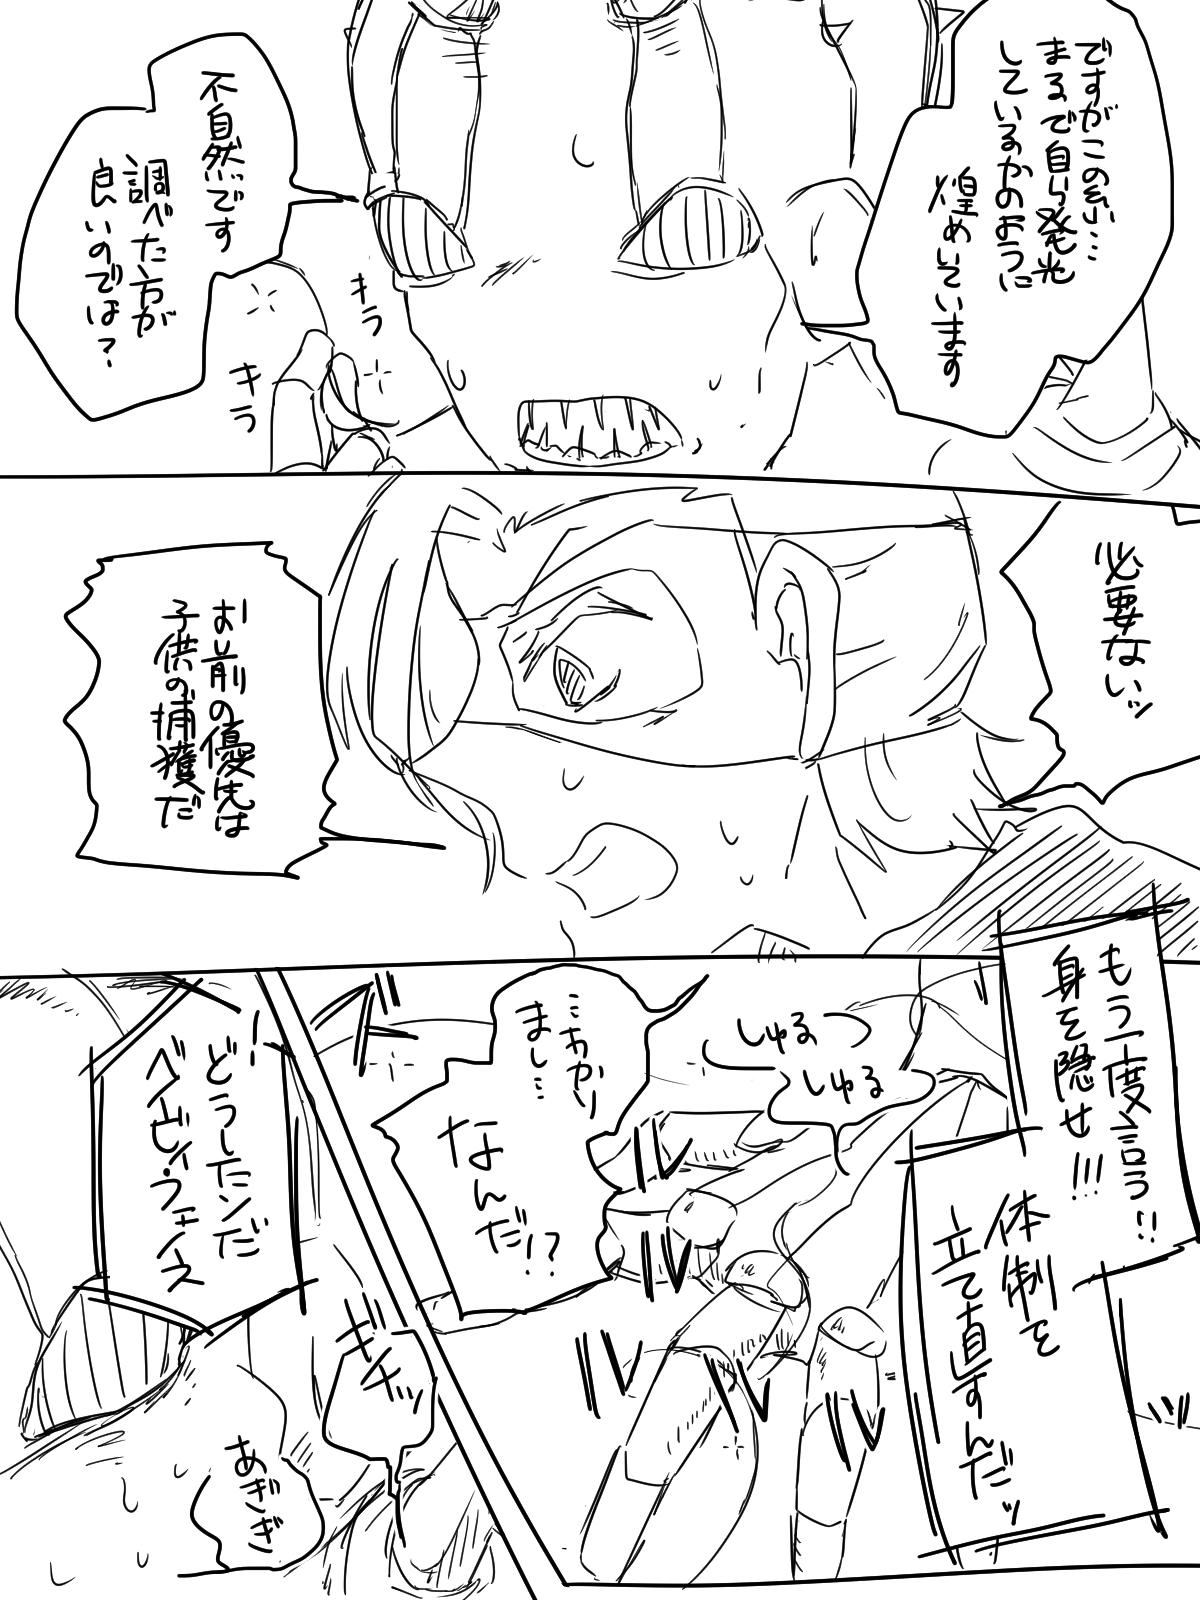 ですがこの糸…
まるで自ら発光
しているかのように
煌めいています
不自然です
調べた方が
良いのでは?
キラ
キラ
必要ないッ
お前の優先は
子供の捕獲だ
もう一度言う!!
身を隠せ!!!
体制を
立て直すんだッ
しゅるっ
しゅる
…わかり
まし…
なんだ!?
どうしたンだ
ベイビィ・フェイス
ギチッ
あぎぎ